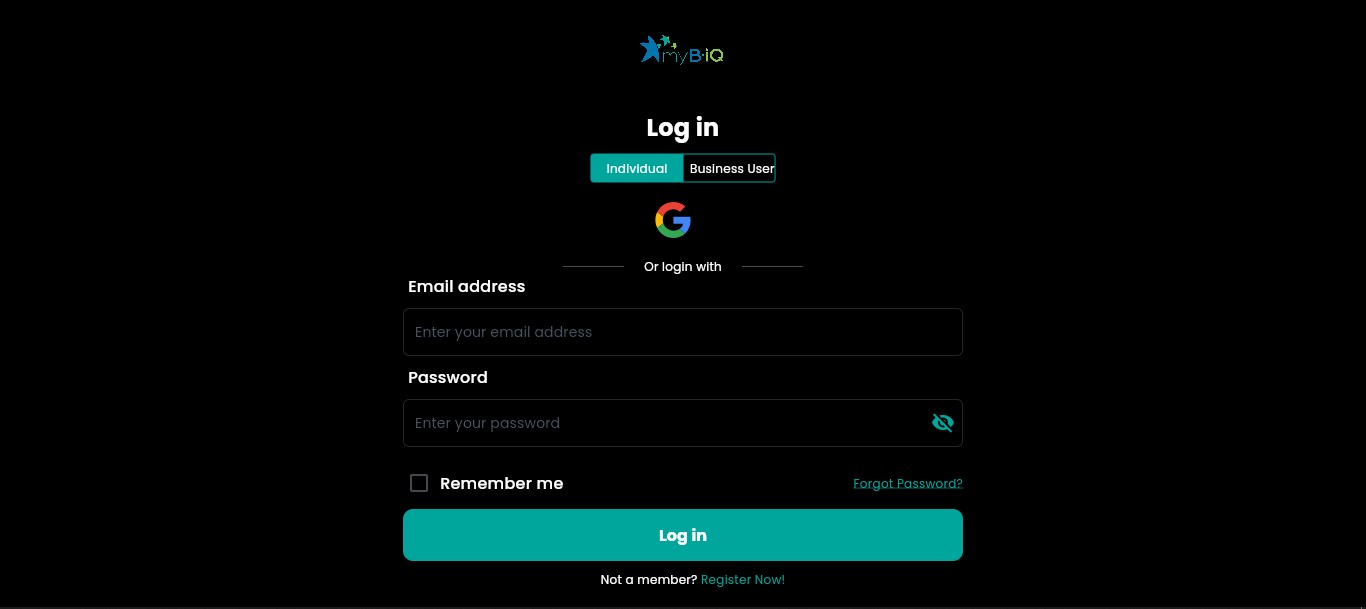 myB·iQ
Log in
Individual Business User
Or login with
Email address
Enter your email address
Password
Enter your password
Remember me Forgot Password?
Log in
Not a member? Register Now!